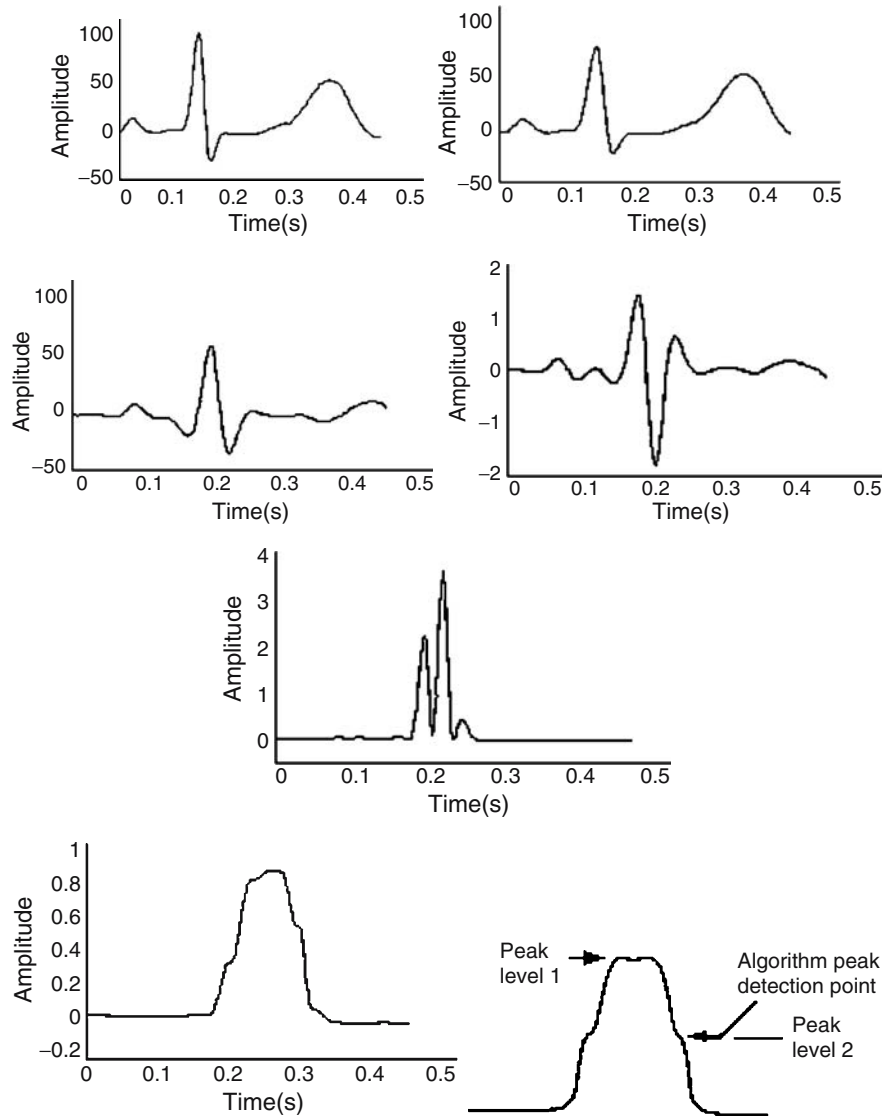 100
50
0
−50
Amplitude
0 0.1 0.2 0.3 0.4 0.5
Time(s)
100
50
0
−50
Amplitude
0 0.1 0.2 0.3 0.4 0.5
Time(s)
100
50
0
−50
Amplitude
0 0.1 0.2 0.3 0.4 0.5
Time(s)
2
1
0
−1
−2
Amplitude
0 0.1 0.2 0.3 0.4 0.5
Time(s)
4
3
2
1
0
Amplitude
0 0.1 0.2 0.3 0.4 0.5
Time(s)
1
0.8
0.6
0.4
0.2
0
−0.2
Amplitude
0 0.1 0.2 0.3 0.4 0.5
Time(s)
Peak
level 1
Algorithm peak
detection point
Peak
level 2